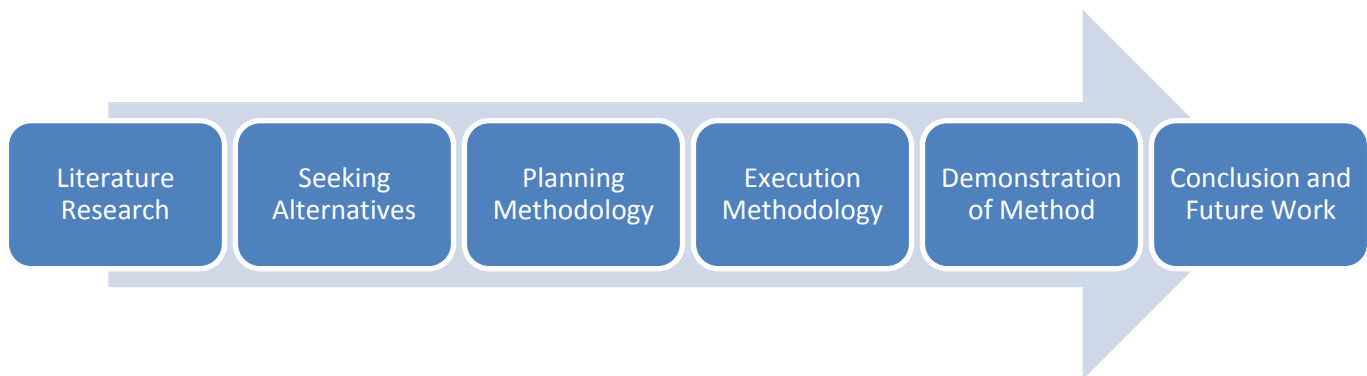 Literature
Research
Seeking
Alternatives
Planning
Methodology
Execution
Methodology
Demonstration
of Method
Conclusion and
Future Work